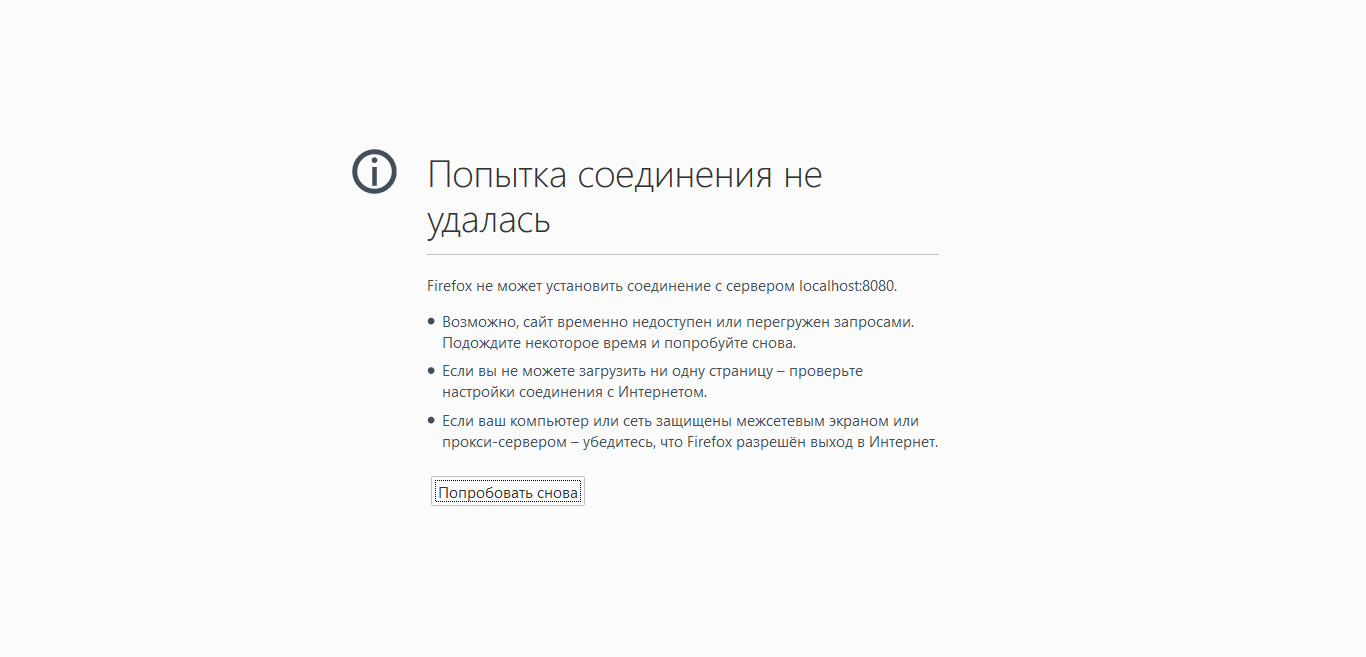 Попытка соединения не
удалась
Firefox не может установить соединение с сервером localhost:8080.
• Возможно, сайт временно недоступен или перегружен запросами.
Подождите некоторое время и попробуйте снова.
• Если вы не можете загрузить ни одну страницу – проверьте
настройки соединения с Интернетом.
• Если ваш компьютер или сеть защищены межсетевым экраном или
прокси-сервером – убедитесь, что Firefox разрешён выход в Интернет.
Попробовать снова